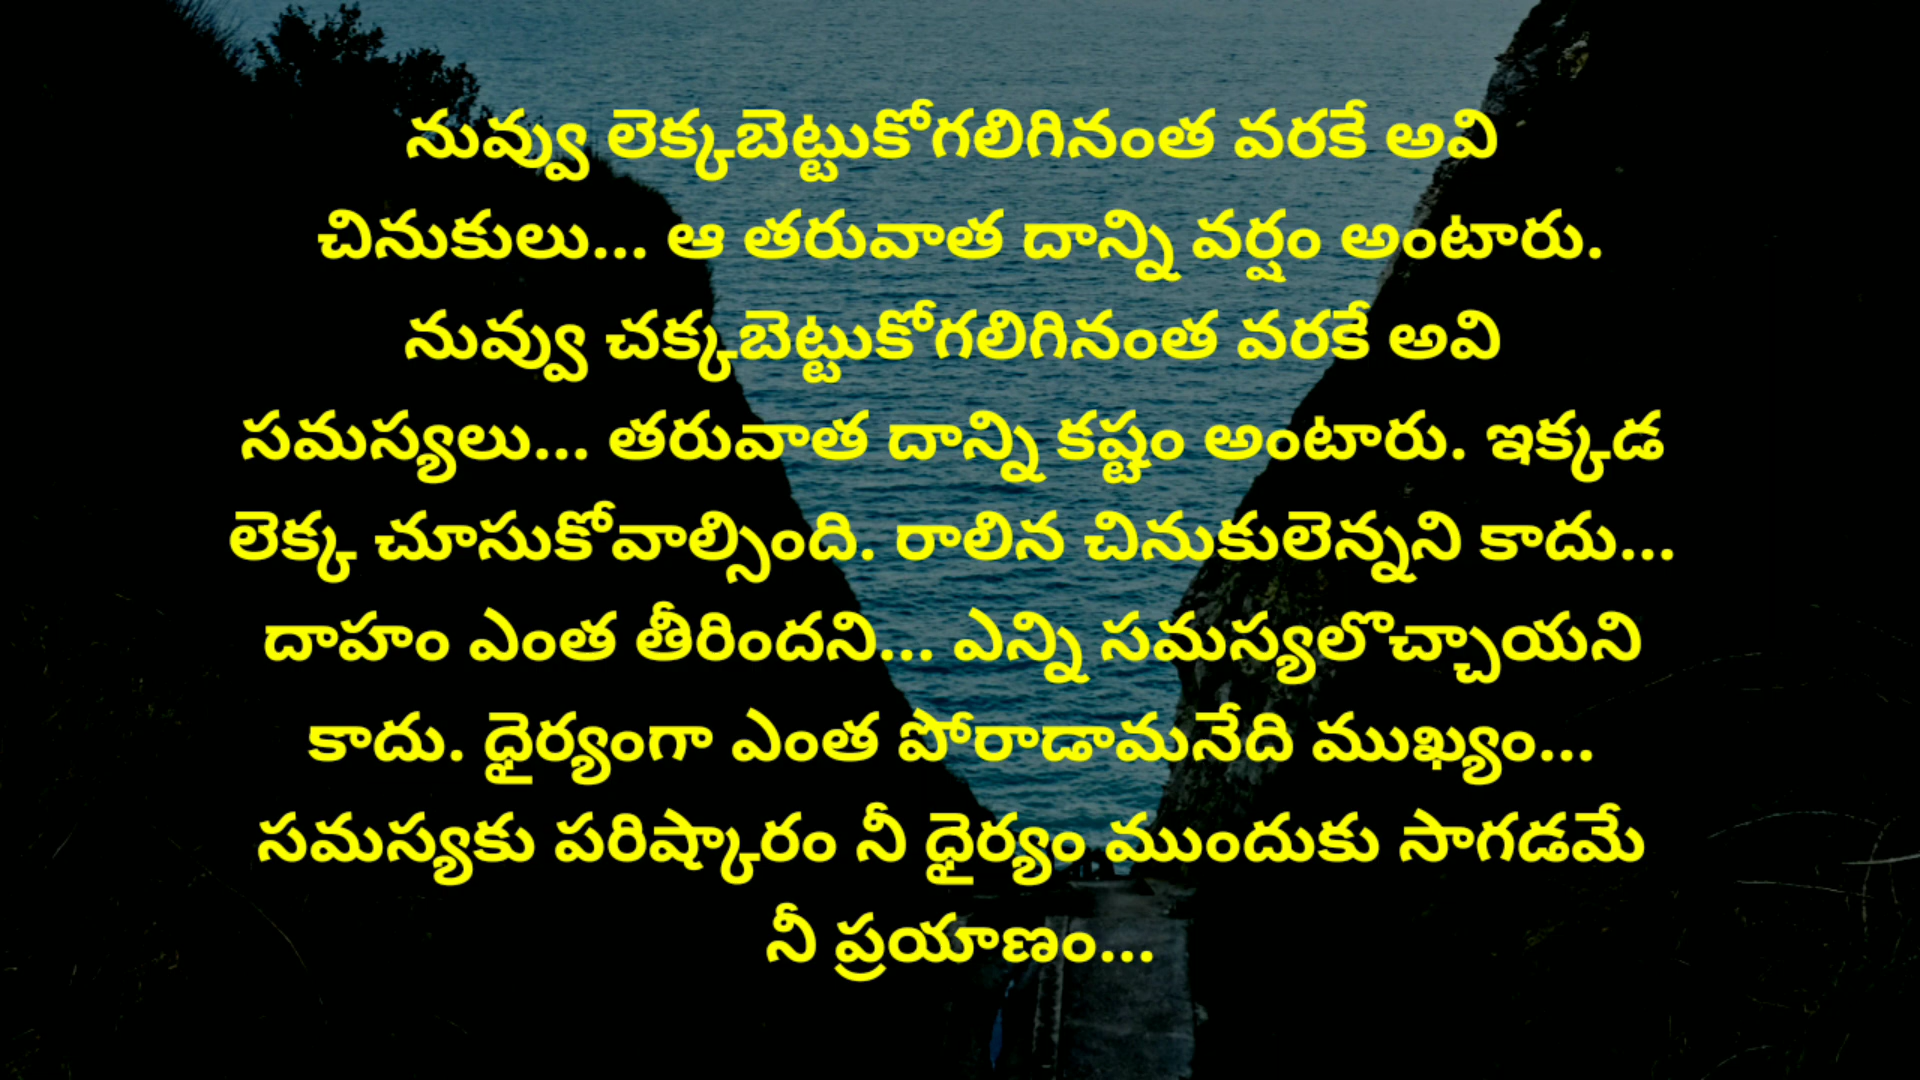 నువ్వు లెక్కబెట్టుకోగలిగినంత వరకే అవి
చినుకులు... ఆ తరువాత దాన్ని వర్షం అంటారు.
నువ్వు చక్కబెట్టుకోగలిగినంత వరకే అవి
సమస్యలు... తరువాత దాన్ని కష్టం అంటారు. ఇక్కడ
లెక్క చూసుకోవాల్సింది. రాలిన చినుకులెన్నని కాదు...
దాహం ఎంత తీరిందని... ఎన్ని సమస్యలొచ్చాయని
కాదు. ధైర్యంగా ఎంత పోరాడామనేది ముఖ్యం...
సమస్యకు పరిష్కారం నీ ధైర్యం ముందుకు సాగడమే
నీ ప్రయాణం...